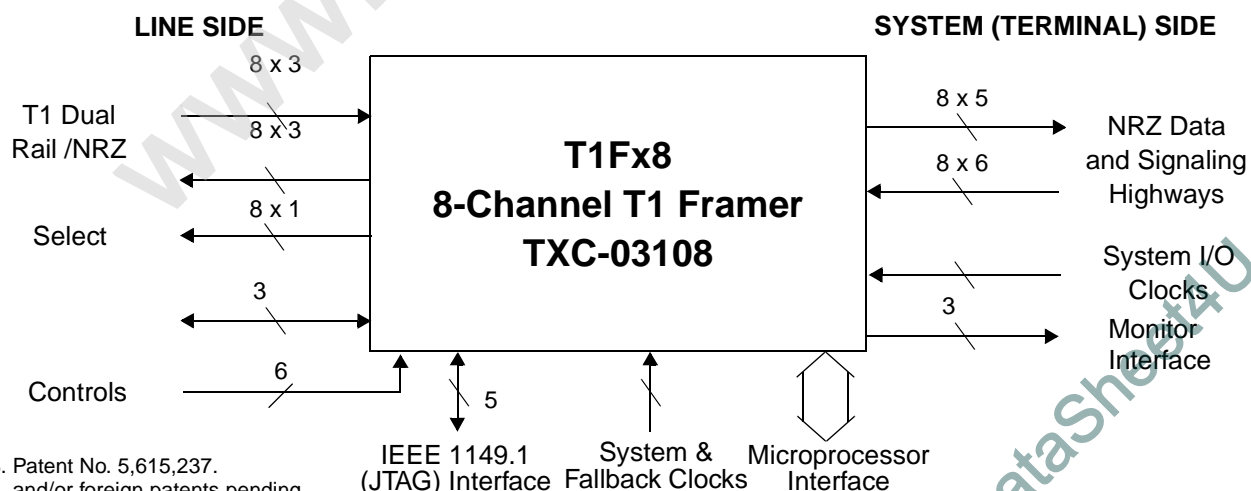 LINE SIDE
SYSTEM (TERMINAL) SIDE
8 x 3
T1 Dual
Rail /NRZ
8 x 3
8 x 1
Select
3
Controls
6
T1Fx8
8-Channel T1 Framer
TXC-03108
8 x 5
NRZ Data
and Signaling
Highways
8 x 6
System I/O
Clocks
3
Monitor
Interface
5
IEEE 1149.1
(JTAG) Interface
System &
Fallback Clocks
Microprocessor
Interface
. Patent No. 5,615,237.
and/or foreign patents pending